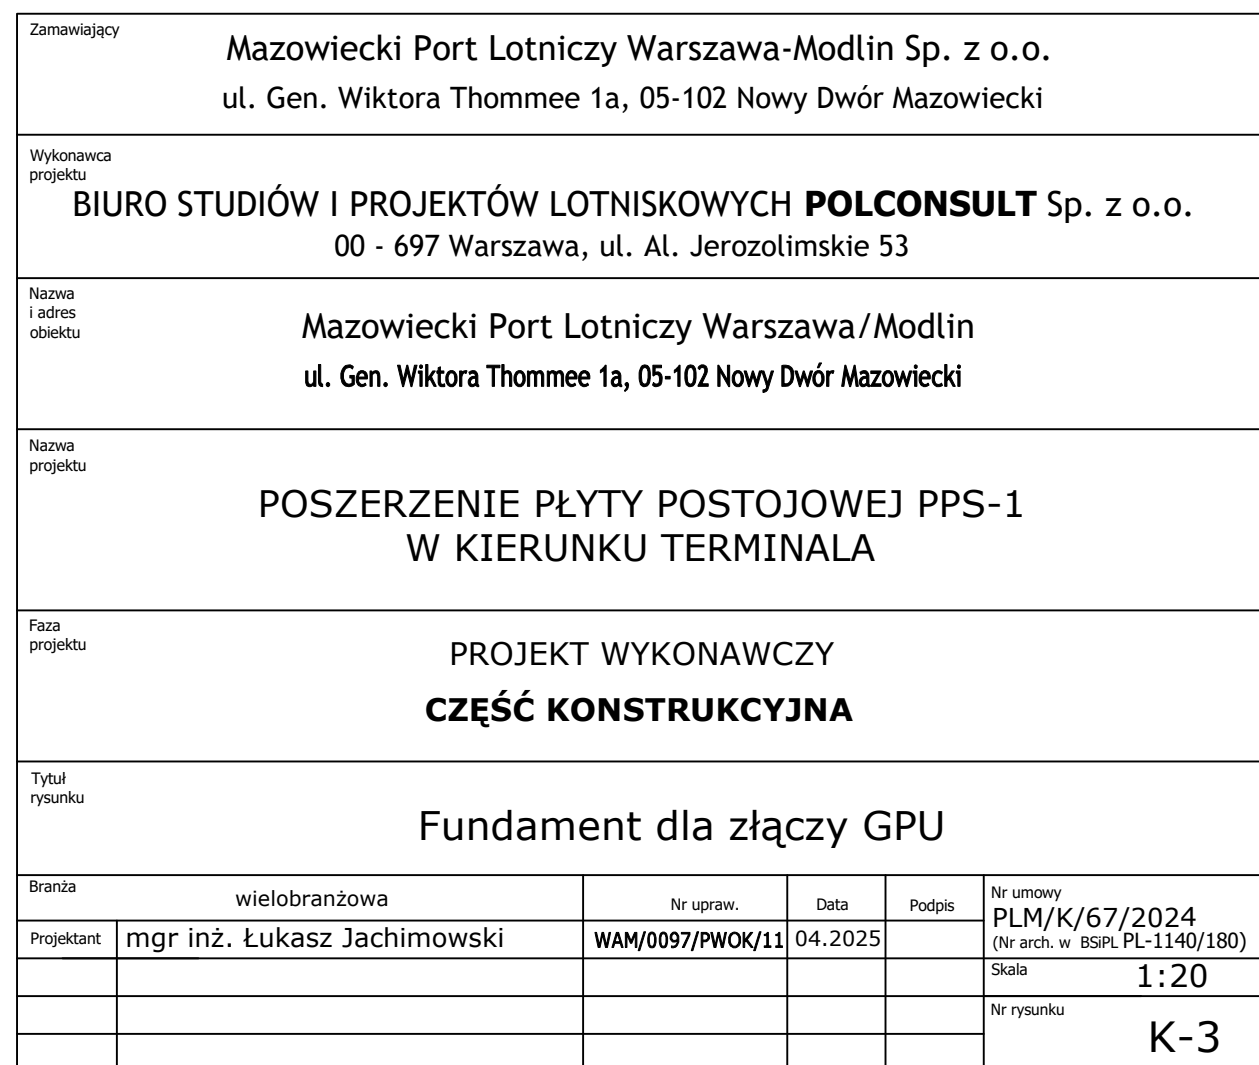 Zamawiający
Mazowiecki Port Lotniczy Warszawa-Modlin Sp. z o.o.
ul. Gen. Wiktora Thommee 1a, 05-102 Nowy Dwór Mazowiecki
Wykonawca
projektu
BIURO STUDIÓW I PROJEKTÓW LOTNISKOWYCH POLCONSULT Sp. z o.o.
00 - 697 Warszawa, ul. Al. Jerozolimskie 53
Nazwa
i adres
obiektu
Mazowiecki Port Lotniczy Warszawa/Modlin
ul. Gen. Wiktora Thommee 1a, 05-102 Nowy Dwór Mazowiecki
Nazwa
projektu
POSZERZENIE PŁYTY POSTOJOWEJ PPS-1
W KIERUNKU TERMINALA
Faza
projektu
PROJEKT WYKONAWCZY
CZĘŚĆ KONSTRUKCYJNA
Tytuł
rysunku
Fundament dla złączy GPU
Branża
wielobranżowa
Nr upraw.
Data
Podpis
Nr umowy
PLM/K/67/2024
(Nr arch. w BSiPL PL-1140/180)
Projektant
mgr inż. Łukasz Jachimowski
WAM/0097/PWOK/11
04.2025
Skala
1:20
Nr rysunku
K-3